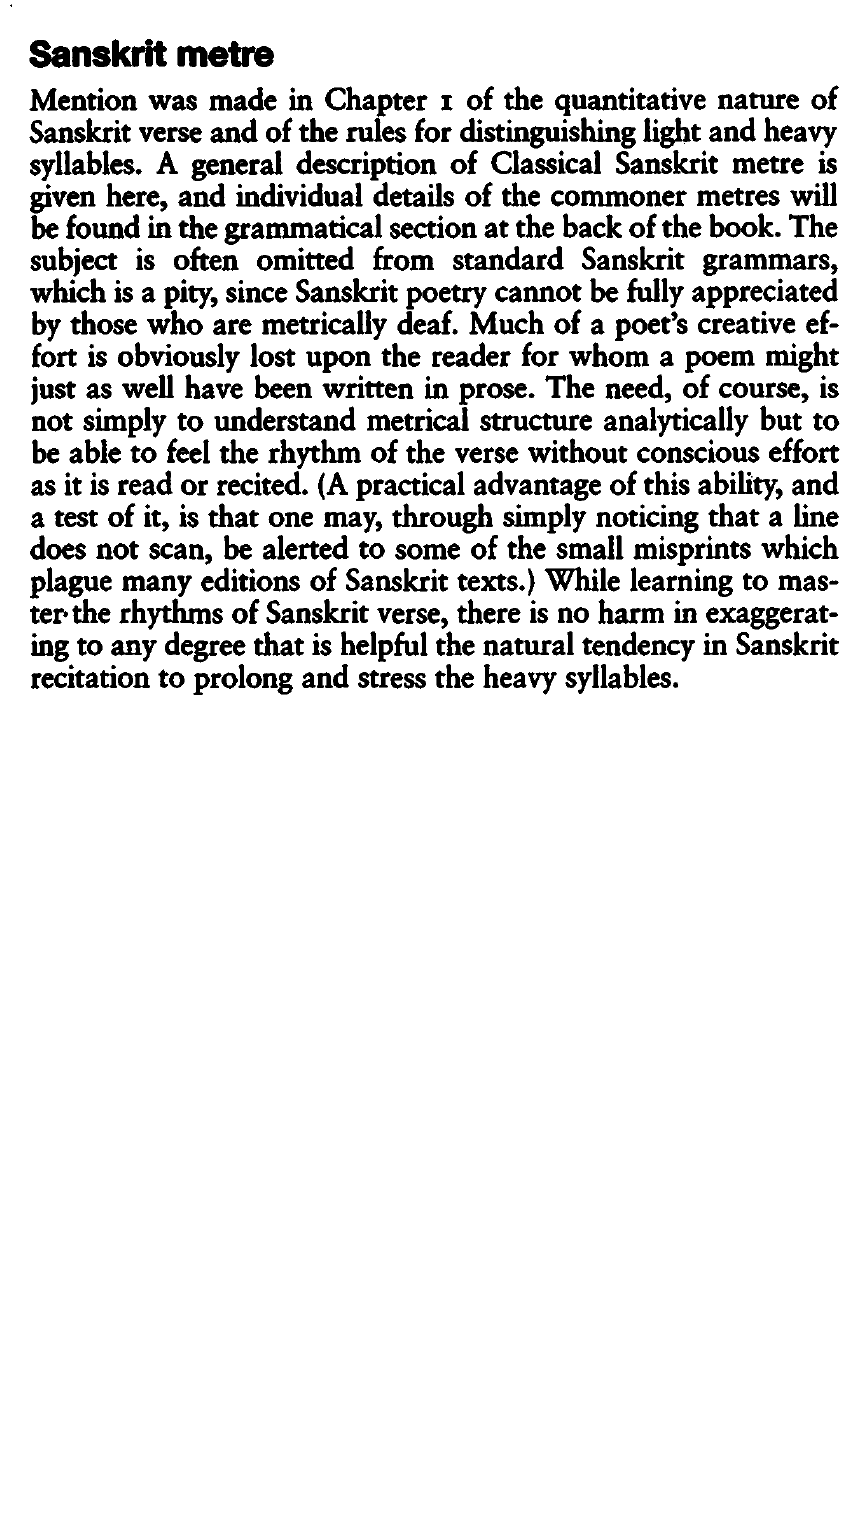 Sanskrit metre
Mention was made in Chapter 1 of the quantitative nature of
Sanskrit verse and of the rules for distinguishing light and heavy
syllables. A general description of Classical Sanskrit metre is
given here, and individual details of the commoner metres will
be found in the grammatical section at the back of the book. The
subject is often omitted from standard Sanskrit grammars,
which is a pity, since Sanskrit poetry cannot be fully appreciated
by those who are metrically deaf. Much of a poet's creative ef-
fort is obviously lost upon the reader for whom a poem might
just as well have been written in prose. The need, of course, is
not simply to understand metrical structure analytically but to
be able to feel the rhythm of the verse without conscious effort
as it is read or recited. (A practical advantage of this ability, and
a test of it, is that one may, through simply noticing that a line
does not scan, be alerted to some of the small misprints which
plague many editions of Sanskrit texts.) While learning to mas-
ter the rhythms of Sanskrit verse, there is no harm in exaggerat-
ing to any degree that is helpful the natural tendency in Sanskrit
recitation to prolong and stress the heavy syllables.